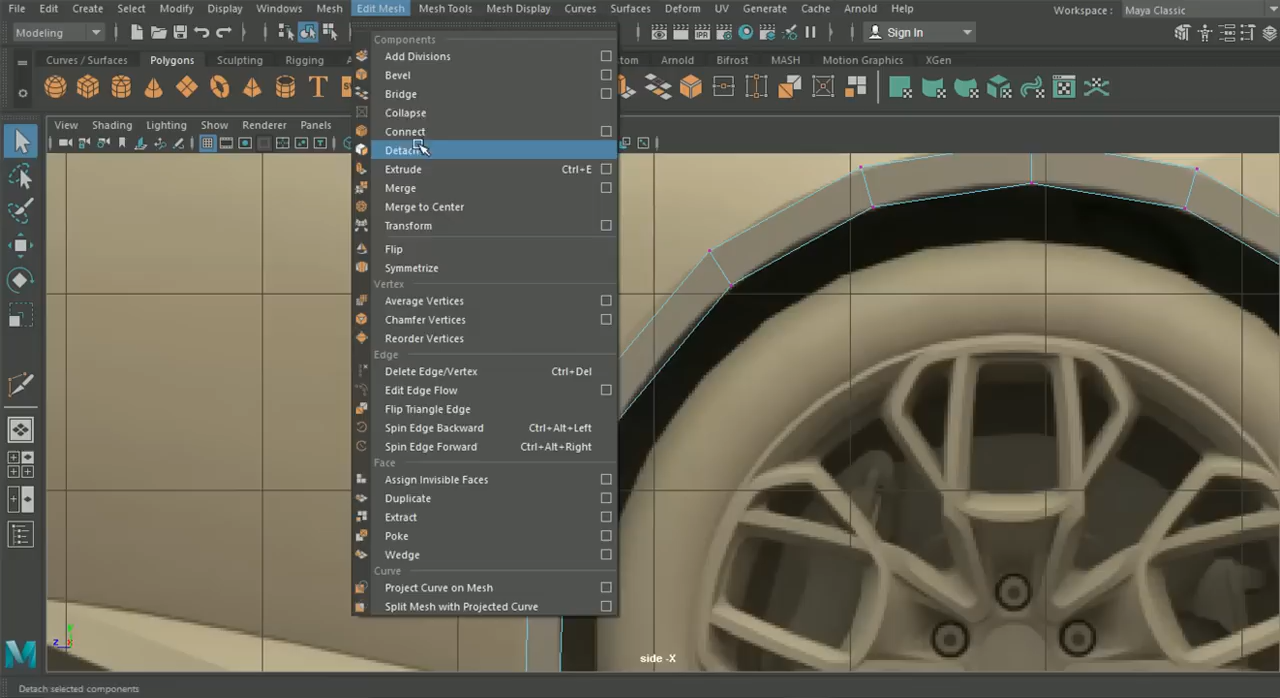 File Edit Create Select Modify Display Windows Mesh Edit Mesh Mesh Tools Mesh Display Curves Surfaces Deform UV Generate Cache Arnold Help Workspace : Maya Classic
Modeling Sign In
Curves / Surfaces Polygons Sculpting Rigging Arnold Bifrost MASH Motion Graphics XGen
T
IPR
View Shading Lighting Show Renderer Panels
Components
Add Divisions
Bevel
Bridge
Collapse
Connect
Detach
Extrude Ctrl+E
Merge
Merge to Center
Transform
Flip
Symmetrize
Vertex
Average Vertices
Chamfer Vertices
Reorder Vertices
Edge
Delete Edge/Vertex Ctrl+Del
Edit Edge Flow
Flip Triangle Edge
Spin Edge Backward Ctrl+Alt+Left
Spin Edge Forward Ctrl+Alt+Right
Face
Assign Invisible Faces
Duplicate
Extract
Poke
Wedge
Curve
Project Curve on Mesh
Split Mesh with Projected Curve
y
z x
M
side -X
Detach selected components